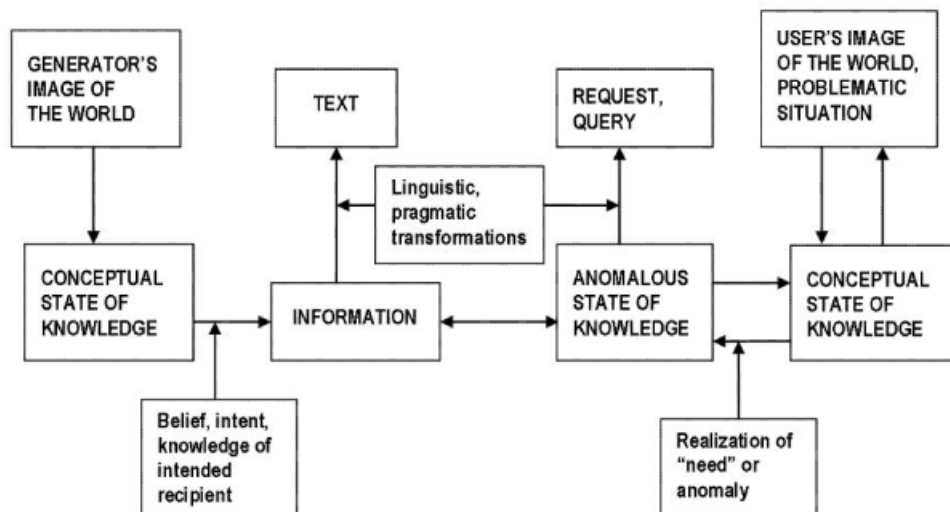 GENERATOR'S
IMAGE OF
THE WORLD
TEXT
REQUEST,
QUERY
USER'S IMAGE
OF THE WORLD,
PROBLEMATIC
SITUATION
Linguistic,
pragmatic
transformations
CONCEPTUAL
STATE OF
KNOWLEDGE
INFORMATION
ANOMALOUS
STATE OF
KNOWLEDGE
CONCEPTUAL
STATE OF
KNOWLEDGE
Belief, intent,
knowledge of
intended
recipient
Realization of
“need” or
anomaly